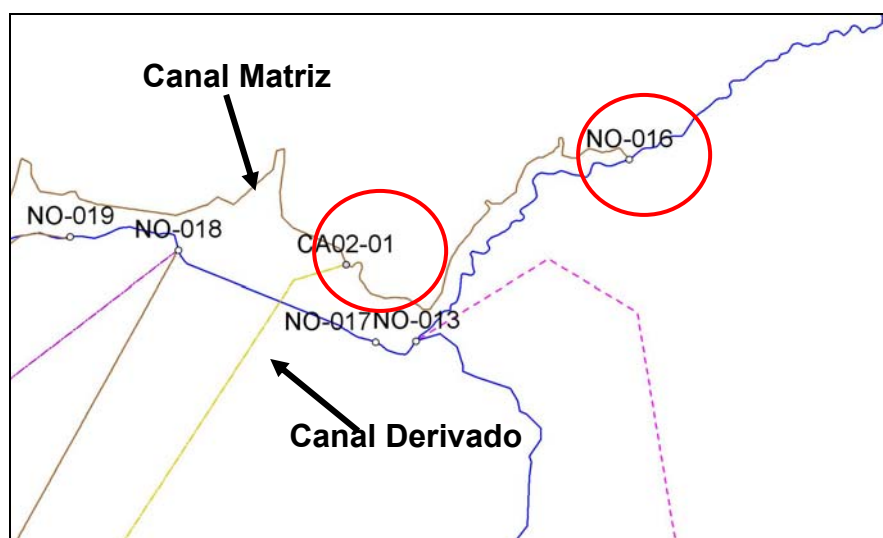 Canal Matriz
NO-016
NO-019
NO-018
CA02-01
NO-017
NO-013
Canal Derivado